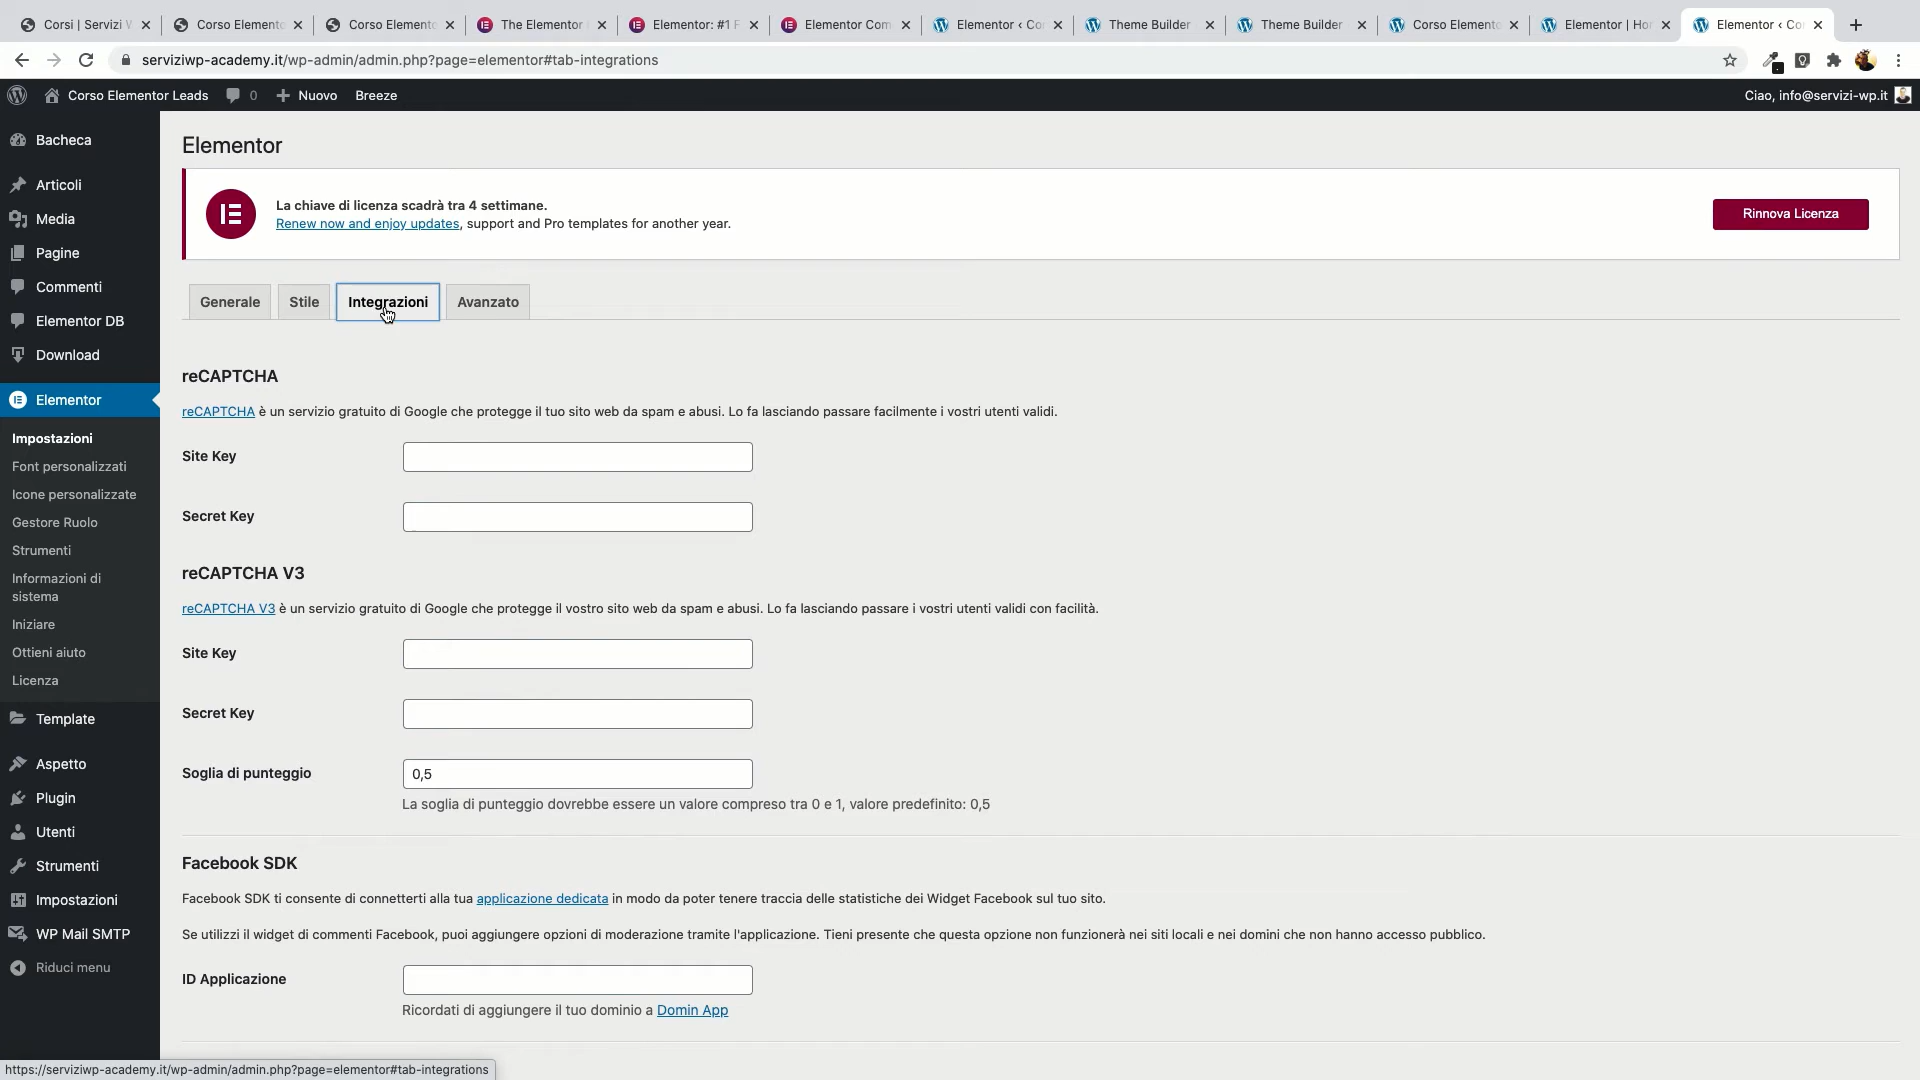 Corsi | Servizi W
Corso Elemento
Corso Elemento
The Elementor
Elementor: #1 F
Elementor Com
Elementor ‹ Co
Theme Builder
Theme Builder
Corso Elemento
Elementor | Ho
Elementor ‹ Co
serviziwp-academy.it/wp-admin/admin.php?page=elementor#tab-integrations
Corso Elementor Leads
0
Nuovo
Breeze
Ciao, info@servizi-wp.it
Bacheca
Articoli
Media
Pagine
Commenti
Elementor DB
Download
Elementor
Impostazioni
Font personalizzati
Icone personalizzate
Gestore Ruolo
Strumenti
Informazioni di
sistema
Iniziare
Ottieni aiuto
Licenza
Template
Aspetto
Plugin
Utenti
Strumenti
Impostazioni
WP Mail SMTP
Riduci menu
Elementor
La chiave di licenza scadrà tra 4 settimane.
Renew now and enjoy updates, support and Pro templates for another year.
Rinnova Licenza
Generale
Stile
Integrazioni
Avanzato
reCAPTCHA
reCAPTCHA è un servizio gratuito di Google che protegge il tuo sito web da spam e abusi. Lo fa lasciando passare facilmente i vostri utenti validi.
Site Key
Secret Key
reCAPTCHA V3
reCAPTCHA V3 è un servizio gratuito di Google che protegge il vostro sito web da spam e abusi. Lo fa lasciando passare i vostri utenti validi con facilità.
Site Key
Secret Key
Soglia di punteggio
0,5
La soglia di punteggio dovrebbe essere un valore compreso tra 0 e 1, valore predefinito: 0,5
Facebook SDK
Facebook SDK ti consente di connetterti alla tua applicazione dedicata in modo da poter tenere traccia delle statistiche dei Widget Facebook sul tuo sito.
Se utilizzi il widget di commenti Facebook, puoi aggiungere opzioni di moderazione tramite l'applicazione. Tieni presente che questa opzione non funzionerà nei siti locali e nei domini che non hanno accesso pubblico.
ID Applicazione
Ricordati di aggiungere il tuo dominio a Domin App
https://serviziwp-academy.it/wp-admin/admin.php?page=elementor#tab-integrations